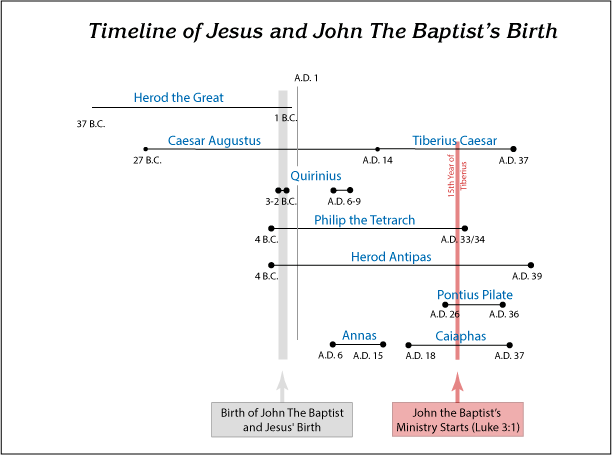 Timeline of Jesus and John The Baptist's Birth
A.D. 1
Herod the Great
37 B.C.
1 B.C.
Caesar Augustus
Tiberius Caesar
27 B.C.
A.D. 14
A.D. 37
15th Year of
Tiberius
Quirinius
3-2 B.C.
A.D. 6-9
Philip the Tetrarch
4 B.C.
A.D. 33/34
Herod Antipas
4 B.C.
A.D. 39
Pontius Pilate
A.D. 26
A.D. 36
Annas
Caiaphas
A.D. 6
A.D. 15
A.D. 18
A.D. 37
Birth of John The Baptist
and Jesus' Birth
John the Baptist's
Ministry Starts (Luke 3:1)